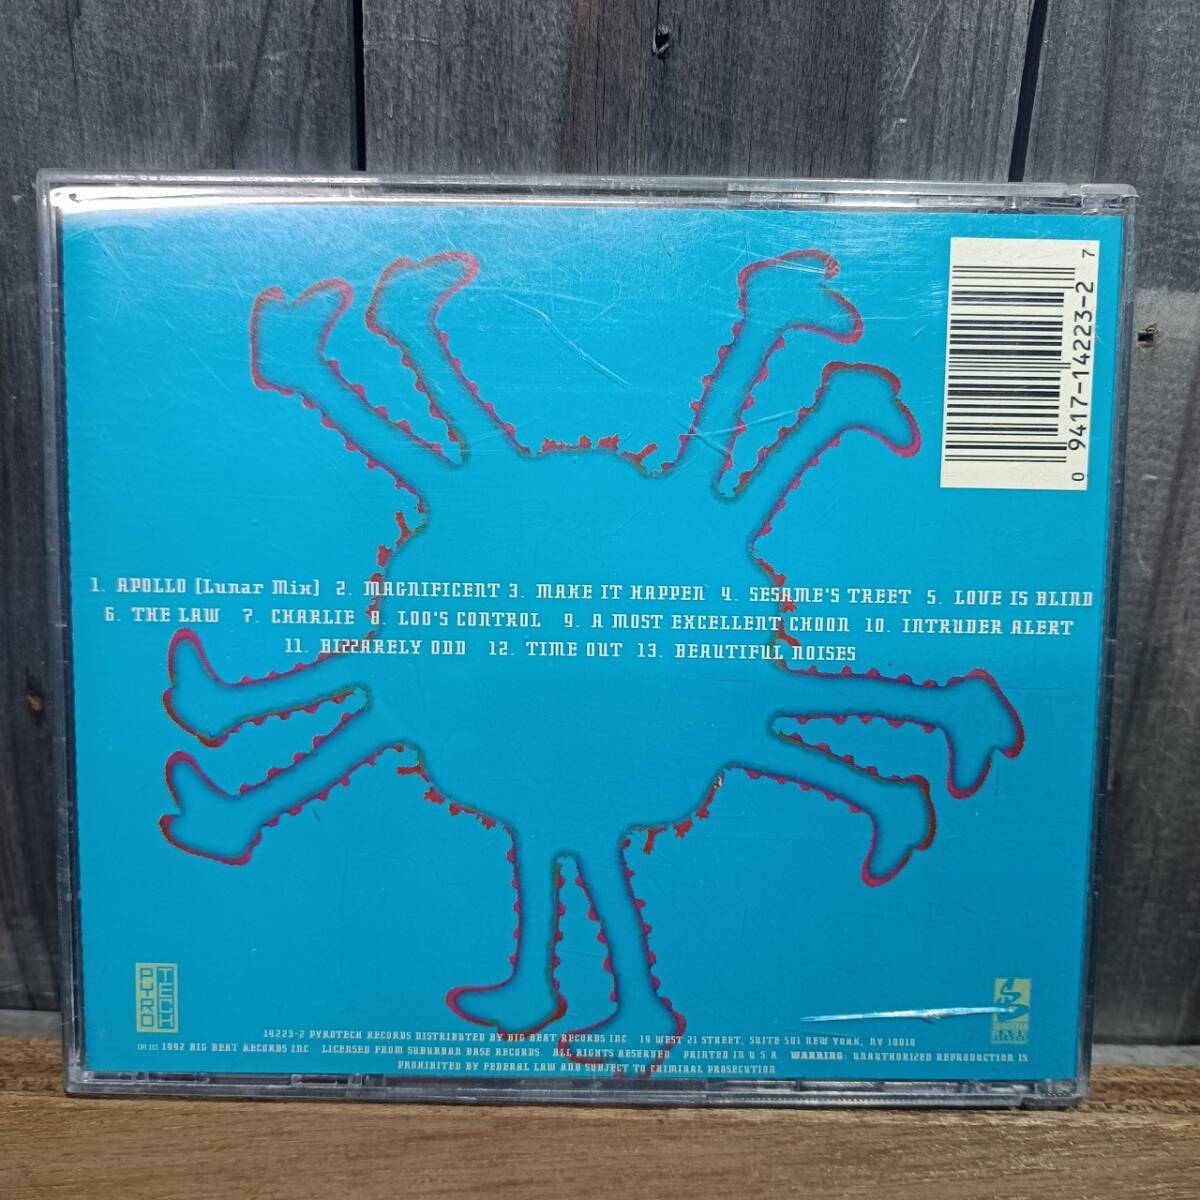 0 9417-14223-2 7
1. APOLLO [Lunar Mix] 2. MAGNIFICENT 3. MAKE IT HAPPEN 4. SESAME'S TREET 5. LOVE IS BLIND
6. THE LAW 7. CHARLIE 8. LOO'S CONTROL 9. A MOST EXCELLENT CHOON 10. INTRUDER ALERT
11. BIZZARELY ODD 12. TIME OUT 13. BEAUTIFUL NOISES
PYRO TECH
SUBURBAN BASE
14223-2 PYROTECH RECORDS DISTRIBUTED BY BIG BEAT RECORDS INC 19 WEST 21 STREET, SUITE 501 NEW YORK, NY 10010
(P) (C) 1992 BIG BEAT RECORDS INC LICENSED FROM SUBURBAN BASE RECORDS ALL RIGHTS RESERVED PRINTED IN U S A WARNING: UNAUTHORIZED REPRODUCTION IS
PROHIBITED BY FEDERAL LAW AND SUBJECT TO CRIMINAL PROSECUTION